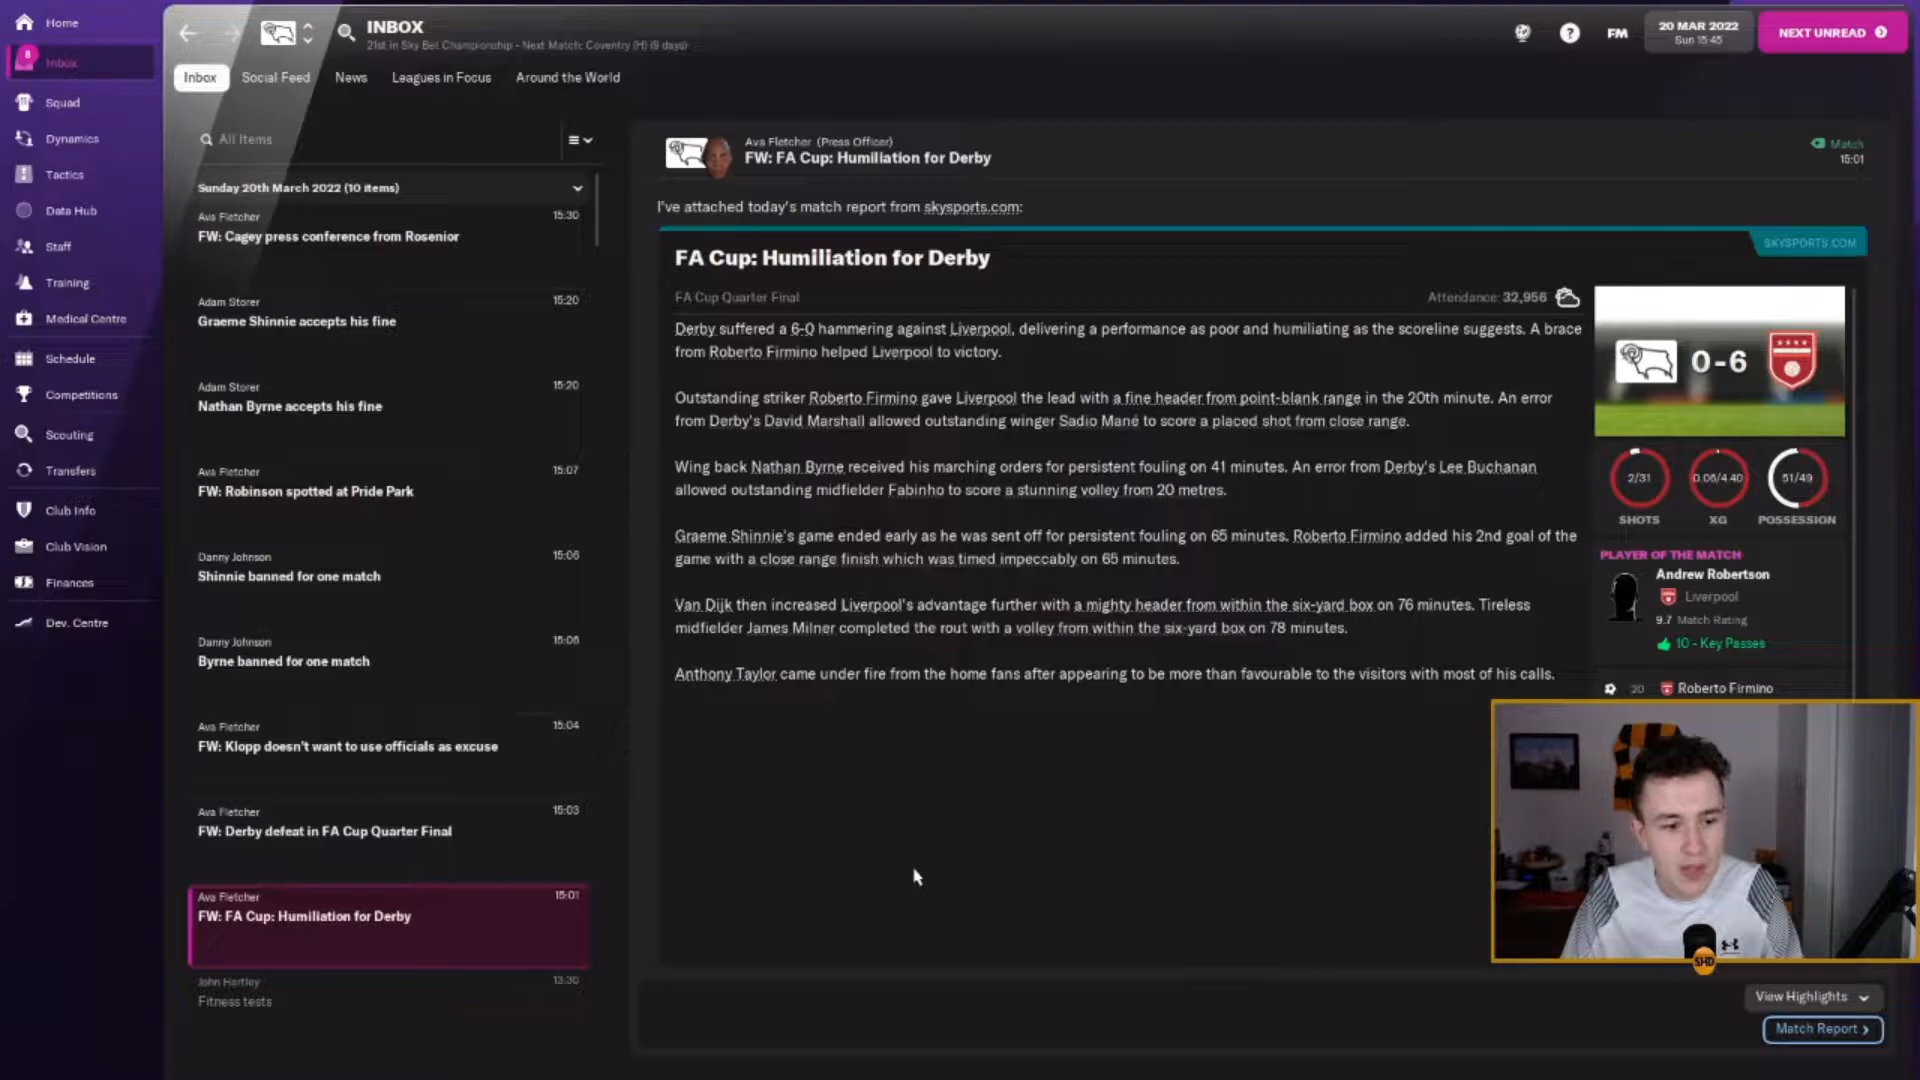 Home
INBOX
21st in Sky Bet Championship - Next Match: Coventry (H) (9 days)
FM
20 MAR 2022
Sun 15:45
NEXT UNREAD
8
Inbox
Inbox
Social Feed
News
Leagues in Focus
Around the World
Squad
Dynamics
Tactics
Data Hub
Staff
Training
Medical Centre
Schedule
Competitions
Scouting
Transfers
Club Info
Club Vision
Finances
Dev. Centre
All Items
Sunday 20th March 2022 (10 items)
Ava Fletcher
15:30
FW: Cagey press conference from Rosenior
Adam Storer
15:20
Graeme Shinnie accepts his fine
Adam Storer
15:20
Nathan Byrne accepts his fine
Ava Fletcher
15:07
FW: Robinson spotted at Pride Park
Danny Johnson
15:06
Shinnie banned for one match
Danny Johnson
15:06
Byrne banned for one match
Ava Fletcher
15:04
FW: Klopp doesn't want to use officials as excuse
Ava Fletcher
15:03
FW: Derby defeat in FA Cup Quarter Final
Ava Fletcher
15:01
FW: FA Cup: Humiliation for Derby
John Hartley
13:30
Fitness tests
Ava Fletcher (Press Officer)
FW: FA Cup: Humiliation for Derby
Match
15:01
I've attached today's match report from skysports.com:
SKYSPORTS.COM
FA Cup: Humiliation for Derby
FA Cup Quarter Final
Attendance: 32,956
Derby suffered a 6-0 hammering against Liverpool, delivering a performance as poor and humiliating as the scoreline suggests. A brace
from Roberto Firmino helped Liverpool to victory.
Outstanding striker Roberto Firmino gave Liverpool the lead with a fine header from point-blank range in the 20th minute. An error
from Derby's David Marshall allowed outstanding winger Sadio Mané to score a placed shot from close range.
Wing back Nathan Byrne received his marching orders for persistent fouling on 41 minutes. An error from Derby's Lee Buchanan
allowed outstanding midfielder Fabinho to score a stunning volley from 20 metres.
Graeme Shinnie's game ended early as he was sent off for persistent fouling on 65 minutes. Roberto Firmino added his 2nd goal of the
game with a close range finish which was timed impeccably on 65 minutes.
Van Dijk then increased Liverpool's advantage further with a mighty header from within the six-yard box on 76 minutes. Tireless
midfielder James Milner completed the rout with a volley from within the six-yard box on 78 minutes.
Anthony Taylor came under fire from the home fans after appearing to be more than favourable to the visitors with most of his calls.
0-6
2/31
0.06/4.40
51/49
SHOTS
XG
POSSESSION
PLAYER OF THE MATCH
Andrew Robertson
Liverpool
9.7 Match Rating
10 - Key Passes
20 Roberto Firmino
SHD
View Highlights
Match Report